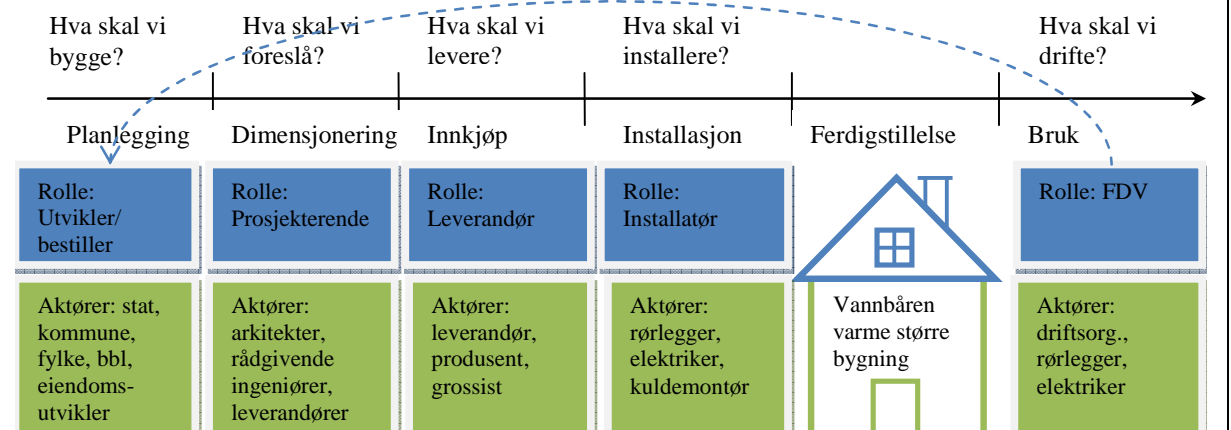 Hva skal vi
bygge?
Hva skal vi
foreslå?
Hva skal vi
levere?
Hva skal vi
installere?
Hva skal vi
drifte?
Planlegging
Dimensjonering
Innkjøp
Installasjon
Ferdigstillelse
Bruk
Rolle:
Utvikler/
bestiller
Rolle:
Prosjekterende
Rolle:
Leverandør
Rolle:
Installatør
Rolle: FDV
Aktører: stat,
kommune,
fylke, bbl,
eiendoms-
utvikler
Aktører:
arkitekter,
rådgivende
ingeniører,
leverandører
Aktører:
leverandør,
produsent,
grossist
Aktører:
rørlegger,
elektriker,
kuldemontør
Vannbåren
varme større
bygning
Aktører:
driftsorg.,
rørlegger,
elektriker